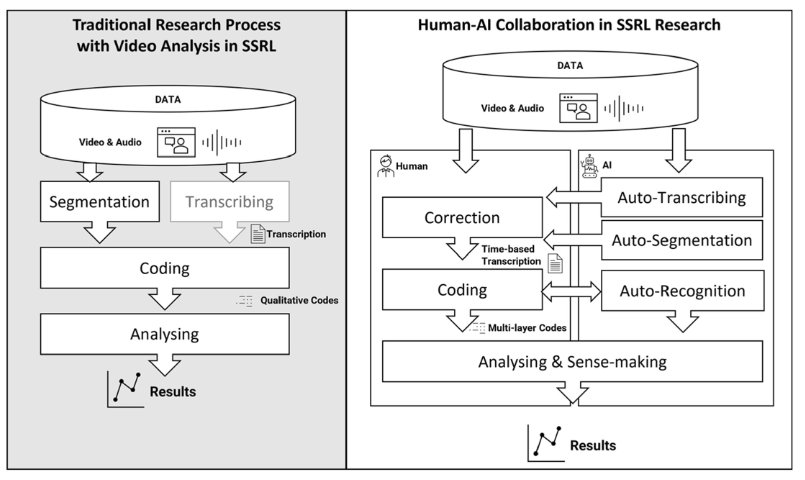 Traditional Research Process
with Video Analysis in SSRL
DATA
Video & Audio
Segmentation
Transcribing
Transcription
Coding
Qualitative Codes
Analysing
Results
Human-AI Collaboration in SSRL Research
DATA
Video & Audio
Human
AI
Auto-Transcribing
Correction
Auto-Segmentation
Time-based
Transcription
Coding
Auto-Recognition
Multi-layer Codes
Analysing & Sense-making
Results